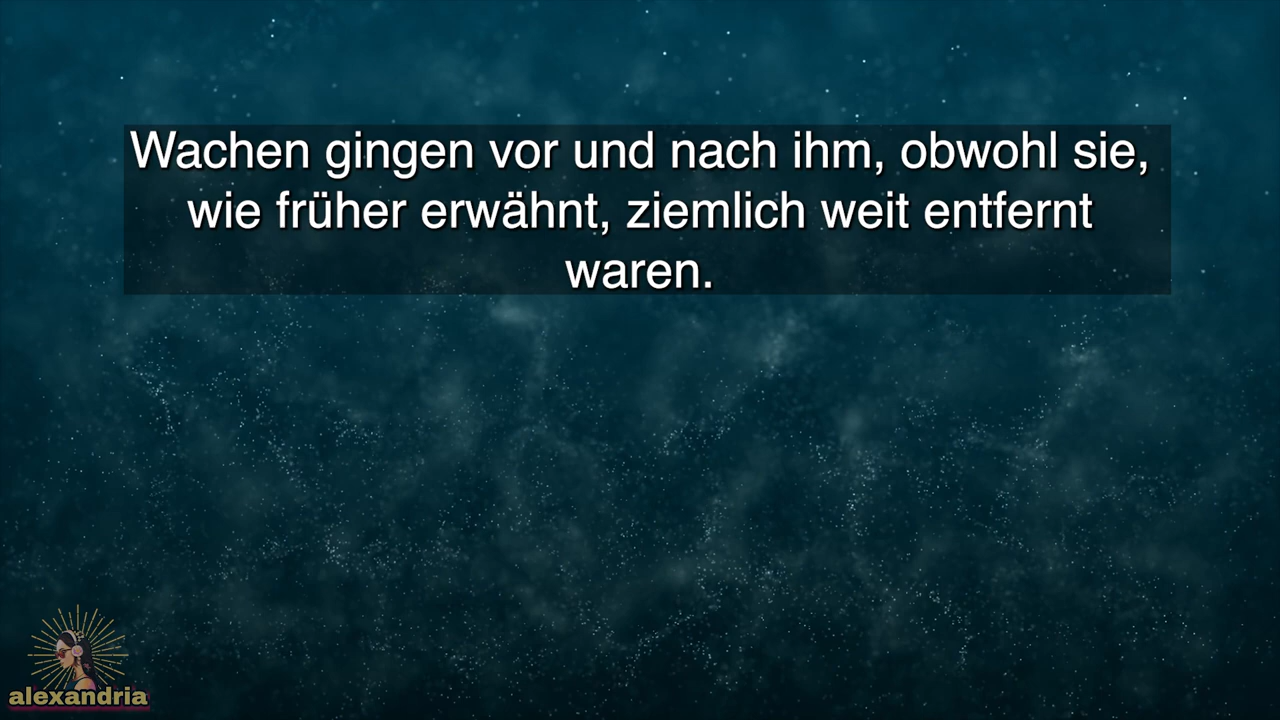 Wachen gingen vor und nach ihm, obwohl sie,
wie früher erwähnt, ziemlich weit entfernt
waren.
alexandria